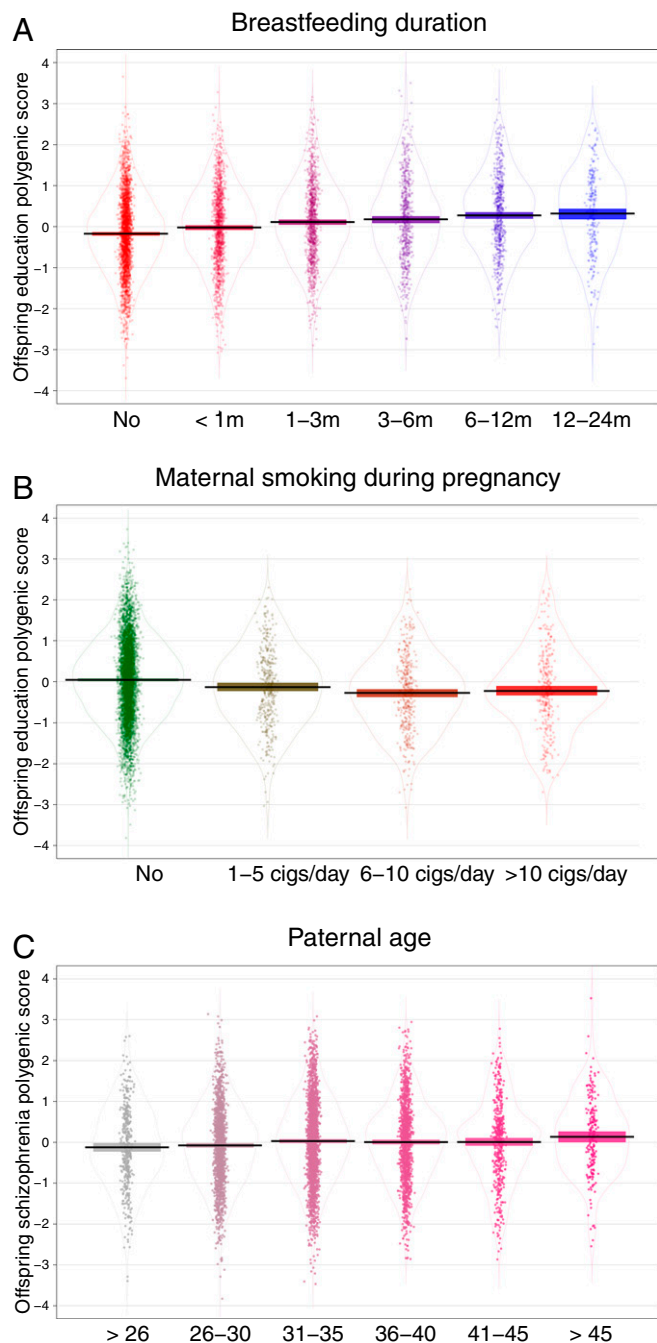 A
Breastfeeding duration
Offspring education polygenic score
4
3
2
1
0
−1
−2
−3
−4
No < 1m 1−3m 3−6m 6−12m 12−24m
B
Maternal smoking during pregnancy
Offspring education polygenic score
4
3
2
1
0
−1
−2
−3
−4
No 1−5 cigs/day 6−10 cigs/day >10 cigs/day
C
Paternal age
Offspring schizophrenia polygenic score
4
3
2
1
0
−1
−2
−3
−4
> 26 26−30 31−35 36−40 41−45 > 45